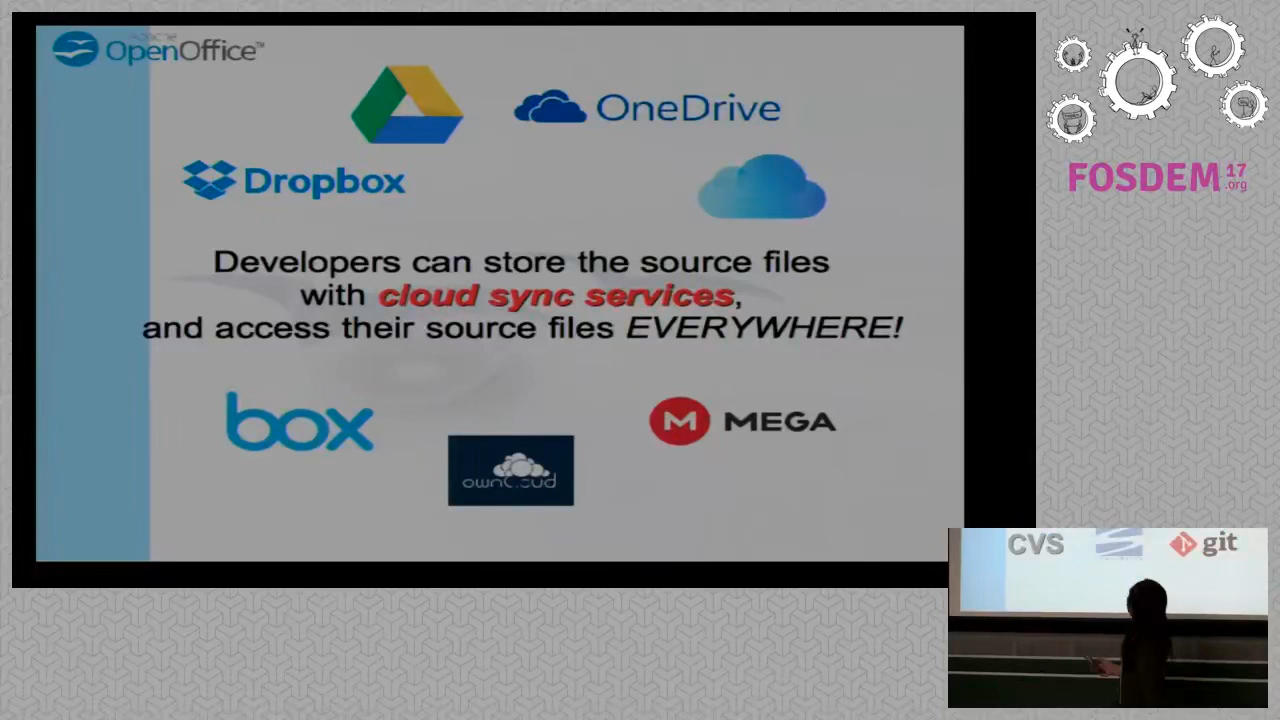 OpenOffice™
OneDrive
Dropbox
Developers can store the source files
with cloud sync services,
and access their source files EVERYWHERE!
box
MEGA
ownCloud
FOSDEM 17
.org
CVS
git